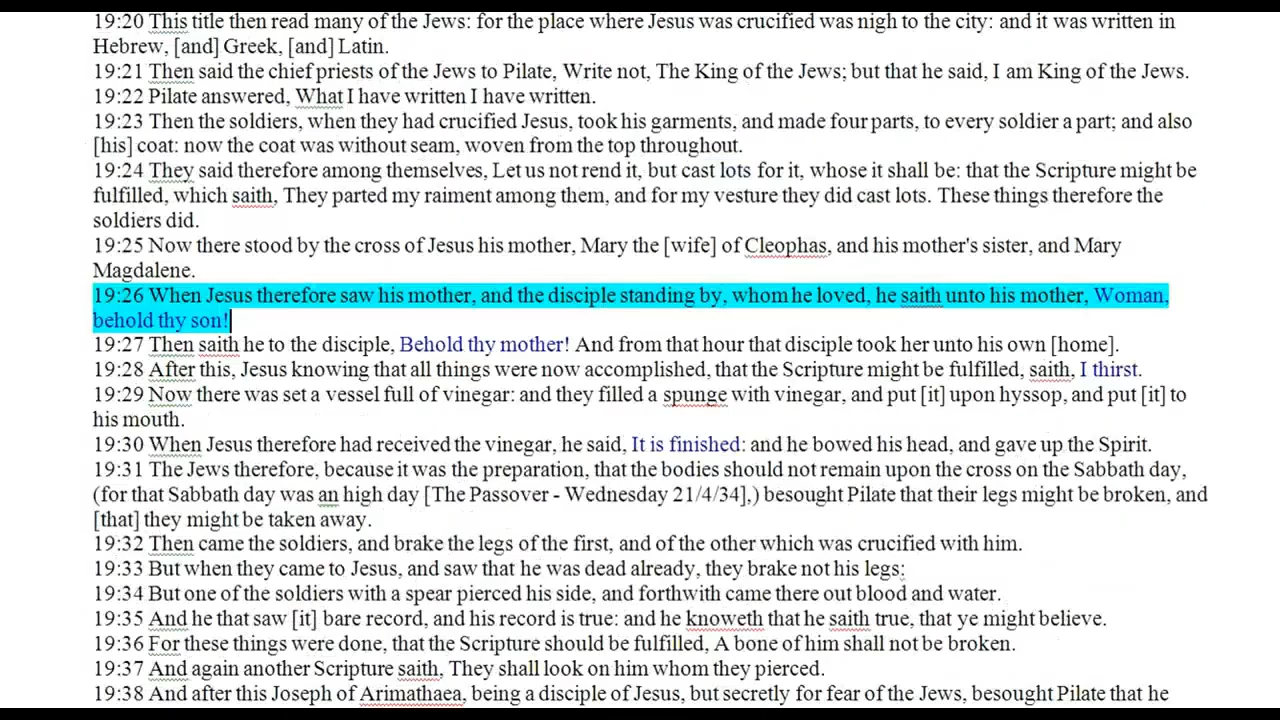 19:20 This title then read many of the Jews: for the place where Jesus was crucified was nigh to the city: and it was written in
Hebrew, [and] Greek, [and] Latin.
19:21 Then said the chief priests of the Jews to Pilate, Write not, The King of the Jews; but that he said, I am King of the Jews.
19:22 Pilate answered, What I have written I have written.
19:23 Then the soldiers, when they had crucified Jesus, took his garments, and made four parts, to every soldier a part; and also
[his] coat: now the coat was without seam, woven from the top throughout.
19:24 They said therefore among themselves, Let us not rend it, but cast lots for it, whose it shall be: that the Scripture might be
fulfilled, which saith, They parted my raiment among them, and for my vesture they did cast lots. These things therefore the
soldiers did.
19:25 Now there stood by the cross of Jesus his mother, Mary the [wife] of Cleophas, and his mother's sister, and Mary
Magdalene.
19:26 When Jesus therefore saw his mother, and the disciple standing by, whom he loved, he saith unto his mother, Woman,
behold thy son!
19:27 Then saith he to the disciple, Behold thy mother! And from that hour that disciple took her unto his own [home].
19:28 After this, Jesus knowing that all things were now accomplished, that the Scripture might be fulfilled, saith, I thirst.
19:29 Now there was set a vessel full of vinegar: and they filled a spunge with vinegar, and put [it] upon hyssop, and put [it] to
his mouth.
19:30 When Jesus therefore had received the vinegar, he said, It is finished: and he bowed his head, and gave up the Spirit.
19:31 The Jews therefore, because it was the preparation, that the bodies should not remain upon the cross on the Sabbath day,
(for that Sabbath day was an high day [The Passover - Wednesday 21/4/34],) besought Pilate that their legs might be broken, and
[that] they might be taken away.
19:32 Then came the soldiers, and brake the legs of the first, and of the other which was crucified with him.
19:33 But when they came to Jesus, and saw that he was dead already, they brake not his legs:
19:34 But one of the soldiers with a spear pierced his side, and forthwith came there out blood and water.
19:35 And he that saw [it] bare record, and his record is true: and he knoweth that he saith true, that ye might believe.
19:36 For these things were done, that the Scripture should be fulfilled, A bone of him shall not be broken.
19:37 And again another Scripture saith, They shall look on him whom they pierced.
19:38 And after this Joseph of Arimathaea, being a disciple of Jesus, but secretly for fear of the Jews, besought Pilate that he